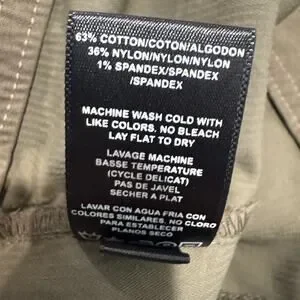 63% COTTON/COTON/ALGODON
36% NYLON/NYLON/NYLON
1% SPANDEX/SPANDEX
/SPANDEX
MACHINE WASH COLD WITH
LIKE COLORS. NO BLEACH
LAY FLAT TO DRY
LAVAGE MACHINE
BASSE TEMPERATURE
(CYCLE DELICAT)
PAS DE JAVEL
SECHER A PLAT
LAVAR CON AGUA FRIA CON
COLORES SIMILARES. NO CLORO
PARA ESTABLECER
PLANOS SECÓ